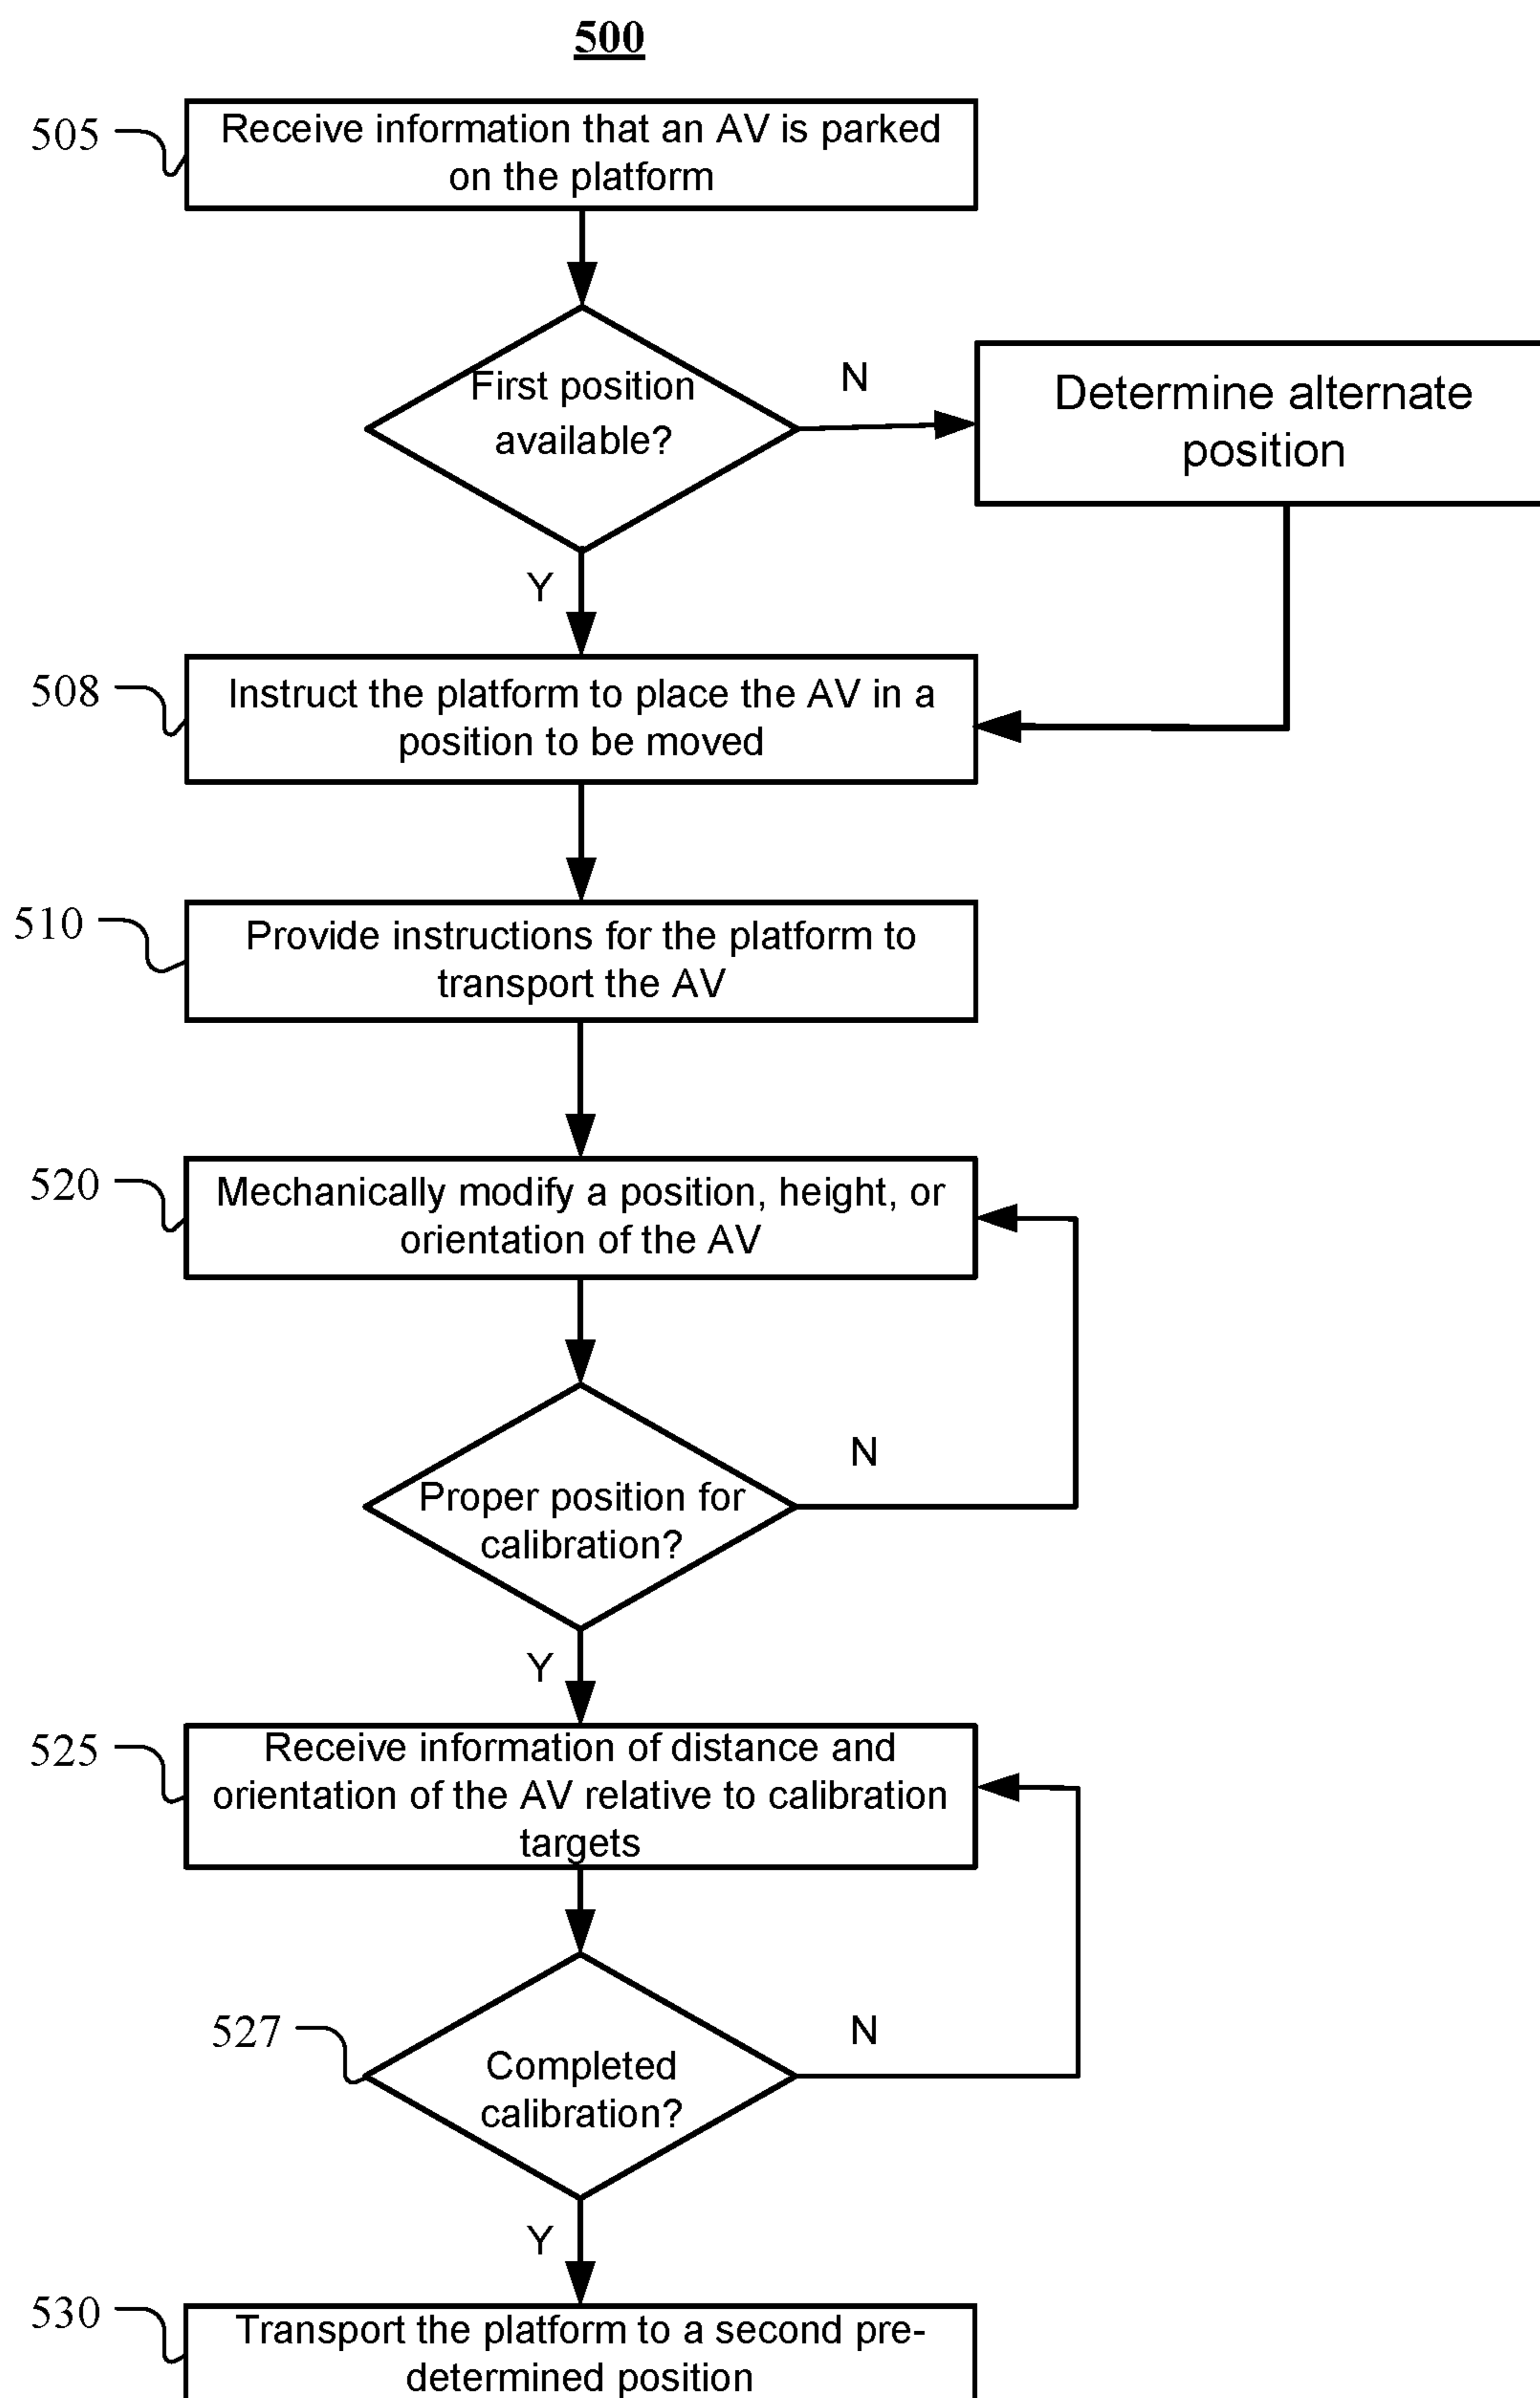 500
505
Receive information that an AV is parked
on the platform
First position
available?
N
Determine alternate
position
Y
508
Instruct the platform to place the AV in a
position to be moved
510
Provide instructions for the platform to
transport the AV
520
Mechanically modify a position, height, or
orientation of the AV
Proper position for
calibration?
N
Y
525
Receive information of distance and
orientation of the AV relative to calibration
targets
527
Completed
calibration?
N
Y
530
Transport the platform to a second pre-
determined position